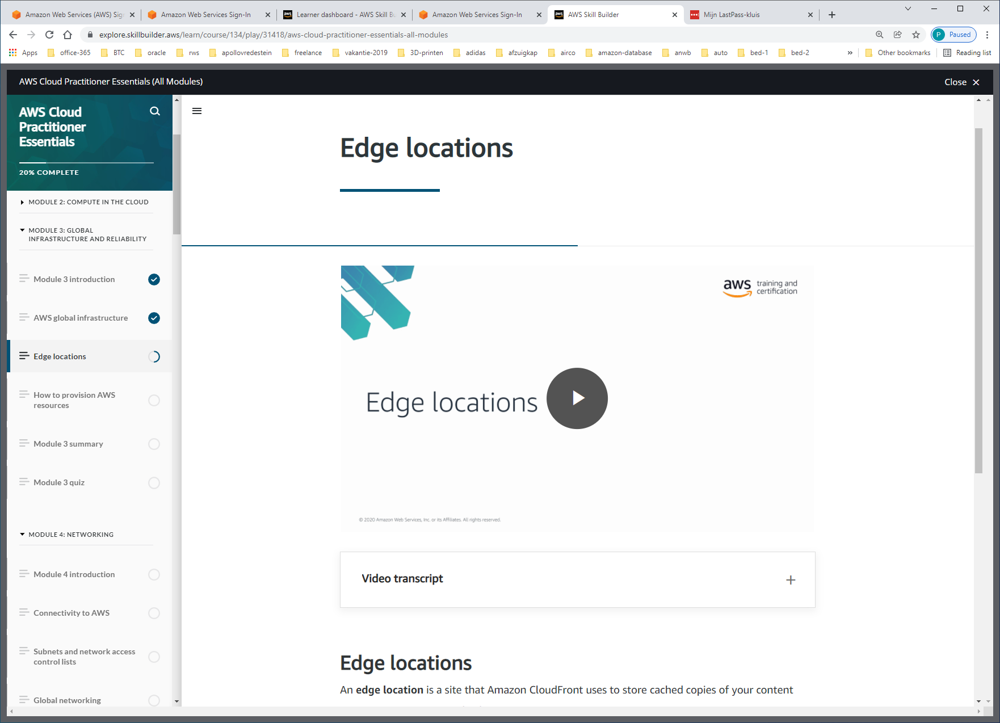 Amazon Web Services (AWS) Sig
Amazon Web Services Sign-In
Learner dashboard - AWS Skill Bu
Amazon Web Services Sign-In
AWS Skill Builder
Mijn LastPass-kluis
explore.skillbuilder.aws/learn/course/134/play/31418/aws-cloud-practitioner-essentials-all-modules
P Paused
Apps office-365 BTC oracle rws apollovredestein freelance vakantie-2019 3D-printen adidas afzuigkap airco amazon-database anwb auto bed-1 bed-2 » Other bookmarks Reading list
AWS Cloud Practitioner Essentials (All Modules)
Close
AWS Cloud
Practitioner
Essentials
20% COMPLETE
MODULE 2: COMPUTE IN THE CLOUD
MODULE 3: GLOBAL
INFRASTRUCTURE AND RELIABILITY
Module 3 introduction
AWS global infrastructure
Edge locations
How to provision AWS
resources
Module 3 summary
Module 3 quiz
MODULE 4: NETWORKING
Module 4 introduction
Connectivity to AWS
Subnets and network access
control lists
Global networking
Edge locations
aws training and
certification
Edge locations
© 2020 Amazon Web Services, Inc. or its Affiliates. All rights reserved.
Video transcript
Edge locations
An edge location is a site that Amazon CloudFront uses to store cached copies of your content